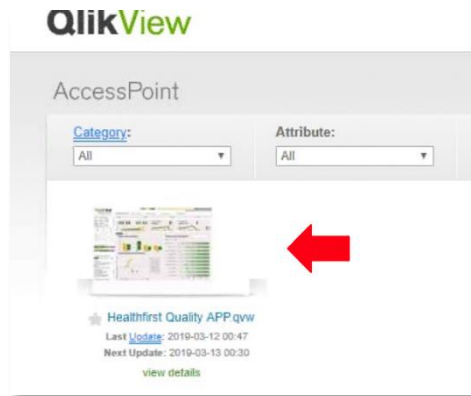 QlikView
AccessPoint
Category: Attribute:
All All
Healthfirst Quality APP.qvw
Last Update: 2019-03-12 00:47
Next Update: 2019-03-13 00:30
view details